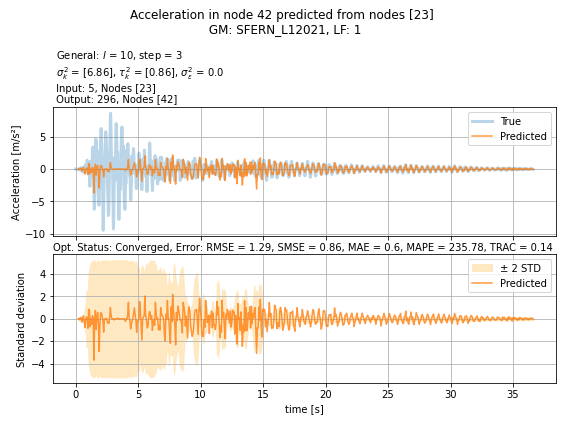 Acceleration in node 42 predicted from nodes [23]
GM: SFERN_L12021, LF: 1
General: l = 10, step = 3
σ²ₖ = [6.86], τ²ₖ = [0.86], σ²ε = 0.0
Input: 5, Nodes [23]
Output: 296, Nodes [42]
Acceleration [m/s²]
5
0
−5
−10
True
Predicted
Opt. Status: Converged, Error: RMSE = 1.29, SMSE = 0.86, MAE = 0.6, MAPE = 235.78, TRAC = 0.14
Standard deviation
4
2
0
−2
−4
± 2 STD
Predicted
0 5 10 15 20 25 30 35
time [s]